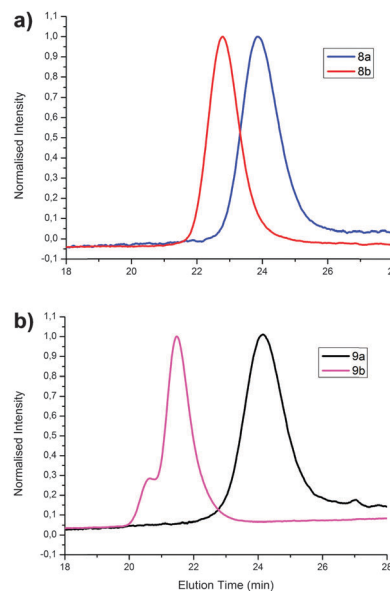 a)
1,1
1,0
0,9
0,8
0,7
0,6
0,5
0,4
0,3
0,2
0,1
0,0
-0,1
Normalised Intensity
8a
8b
18 20 22 24 26 28
b)
1,1
1,0
0,9
0,8
0,7
0,6
0,5
0,4
0,3
0,2
0,1
0,0
-0,1
Normalised Intensity
9a
9b
18 20 22 24 26 28
Elution Time (min)